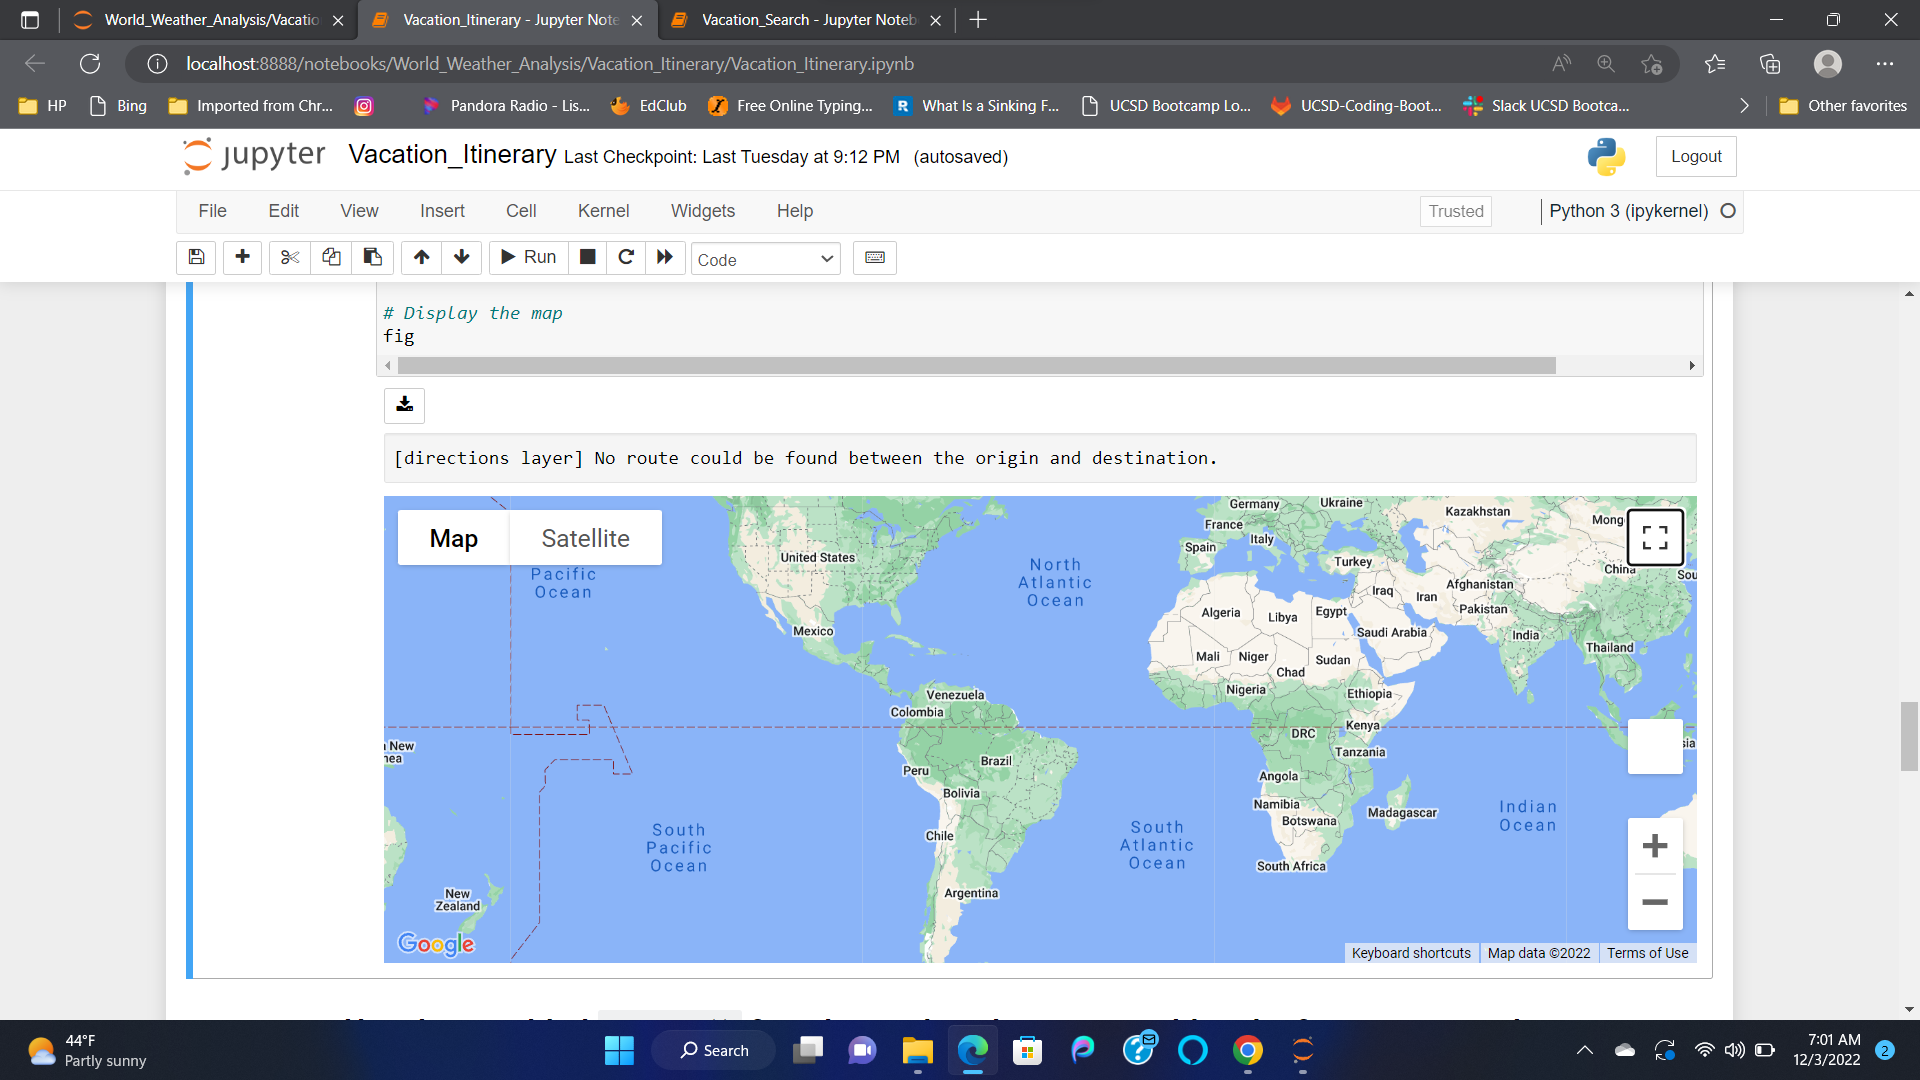 World_Weather_Analysis/Vacatio
Vacation_Itinerary - Jupyter Note
Vacation_Search - Jupyter Noteb
localhost:8888/notebooks/World_Weather_Analysis/Vacation_Itinerary/Vacation_Itinerary.ipynb
HP
Bing
Imported from Chr...
Pandora Radio - Lis...
EdClub
Free Online Typing...
What Is a Sinking F...
UCSD Bootcamp Lo...
UCSD-Coding-Boot...
Slack UCSD Bootca...
Other favorites
jupyter Vacation_Itinerary Last Checkpoint: Last Tuesday at 9:12 PM (autosaved)
Logout
File Edit View Insert Cell Kernel Widgets Help
Trusted
Python 3 (ipykernel)
Run
Code
# Display the map
fig
[directions layer] No route could be found between the origin and destination.
Map
Satellite
Pacific
Ocean
United States
Mexico
North
Atlantic
Ocean
Germany
Ukraine
France
Italy
Spain
Turkey
Kazakhstan
Mong
China
Sou
Afghanistan
Iraq
Iran
Pakistan
Algeria
Libya
Egypt
Saudi Arabia
India
Thailand
Mali
Niger
Chad
Sudan
Nigeria
Ethiopia
Venezuela
Colombia
DRC
Kenya
Tanzania
New
nea
sia
Peru
Brazil
Bolivia
Angola
Namibia
Botswana
Madagascar
Indian
Ocean
Chile
South
Pacific
Ocean
South
Atlantic
Ocean
South Africa
Argentina
New
Zealand
Google
Keyboard shortcuts
Map data ©2022
Terms of Use
44°F
Partly sunny
Search
7:01 AM
12/3/2022
2